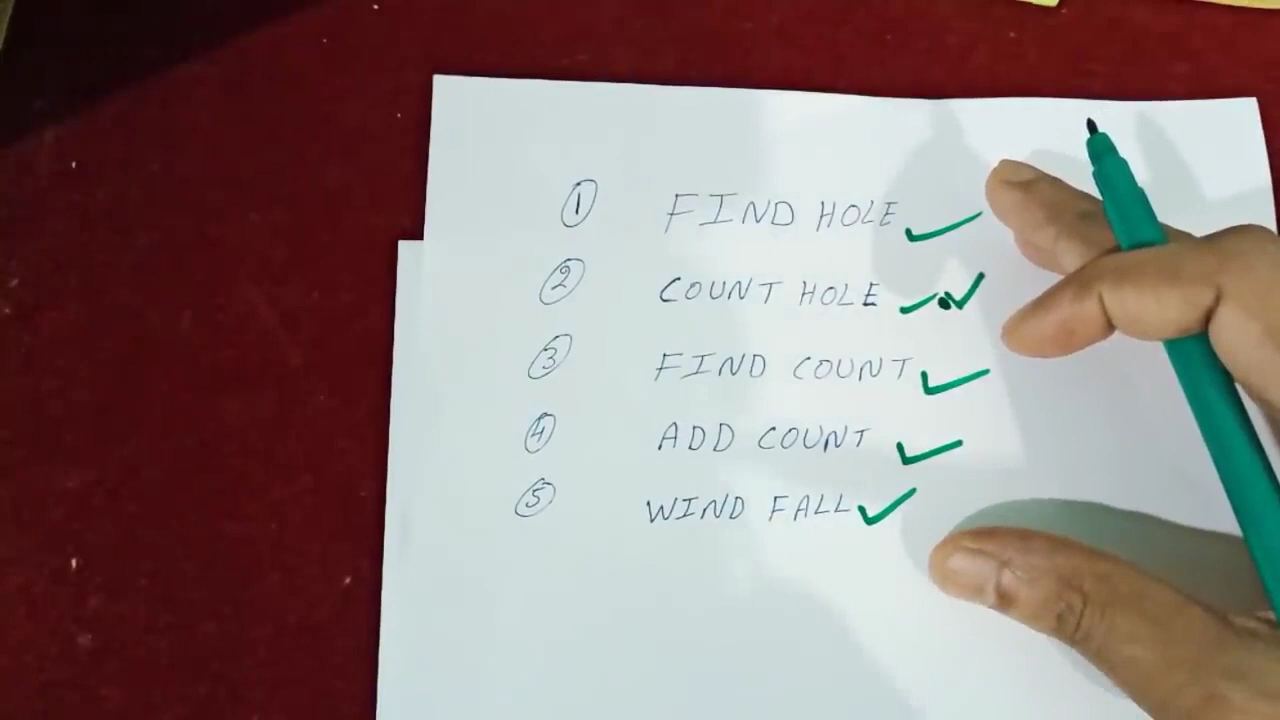 ① FIND HOLE ✓
② COUNT HOLE ✓.✓
③ FIND COUNT ✓
④ ADD COUNT ✓
⑤ WIND FALL ✓